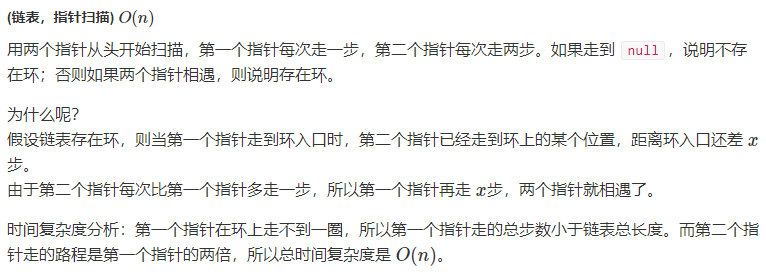 (链表，指针扫描) O(n)
用两个指针从头开始扫描，第一个指针每次走一步，第二个指针每次走两步。如果走到 null ，说明不存
在环；否则如果两个指针相遇，则说明存在环。
为什么呢？
假设链表存在环，则当第一个指针走到环入口时，第二个指针已经走到环上的某个位置，距离环入口还差 x
步。
由于第二个指针每次比第一个指针多走一步，所以第一个指针再走 x步，两个指针就相遇了。
时间复杂度分析：第一个指针在环上走不到一圈，所以第一个指针走的总步数小于链表总长度。而第二个指
针走的路程是第一个指针的两倍，所以总时间复杂度是 O(n)。